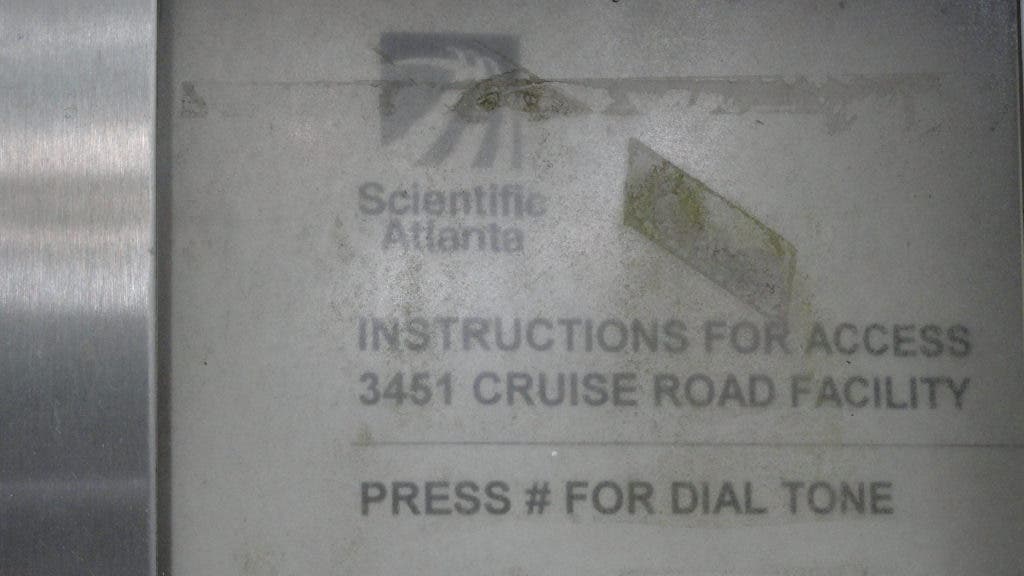 Scientific
Atlanta
INSTRUCTIONS FOR ACCESS
3451 CRUISE ROAD FACILITY
PRESS # FOR DIAL TONE